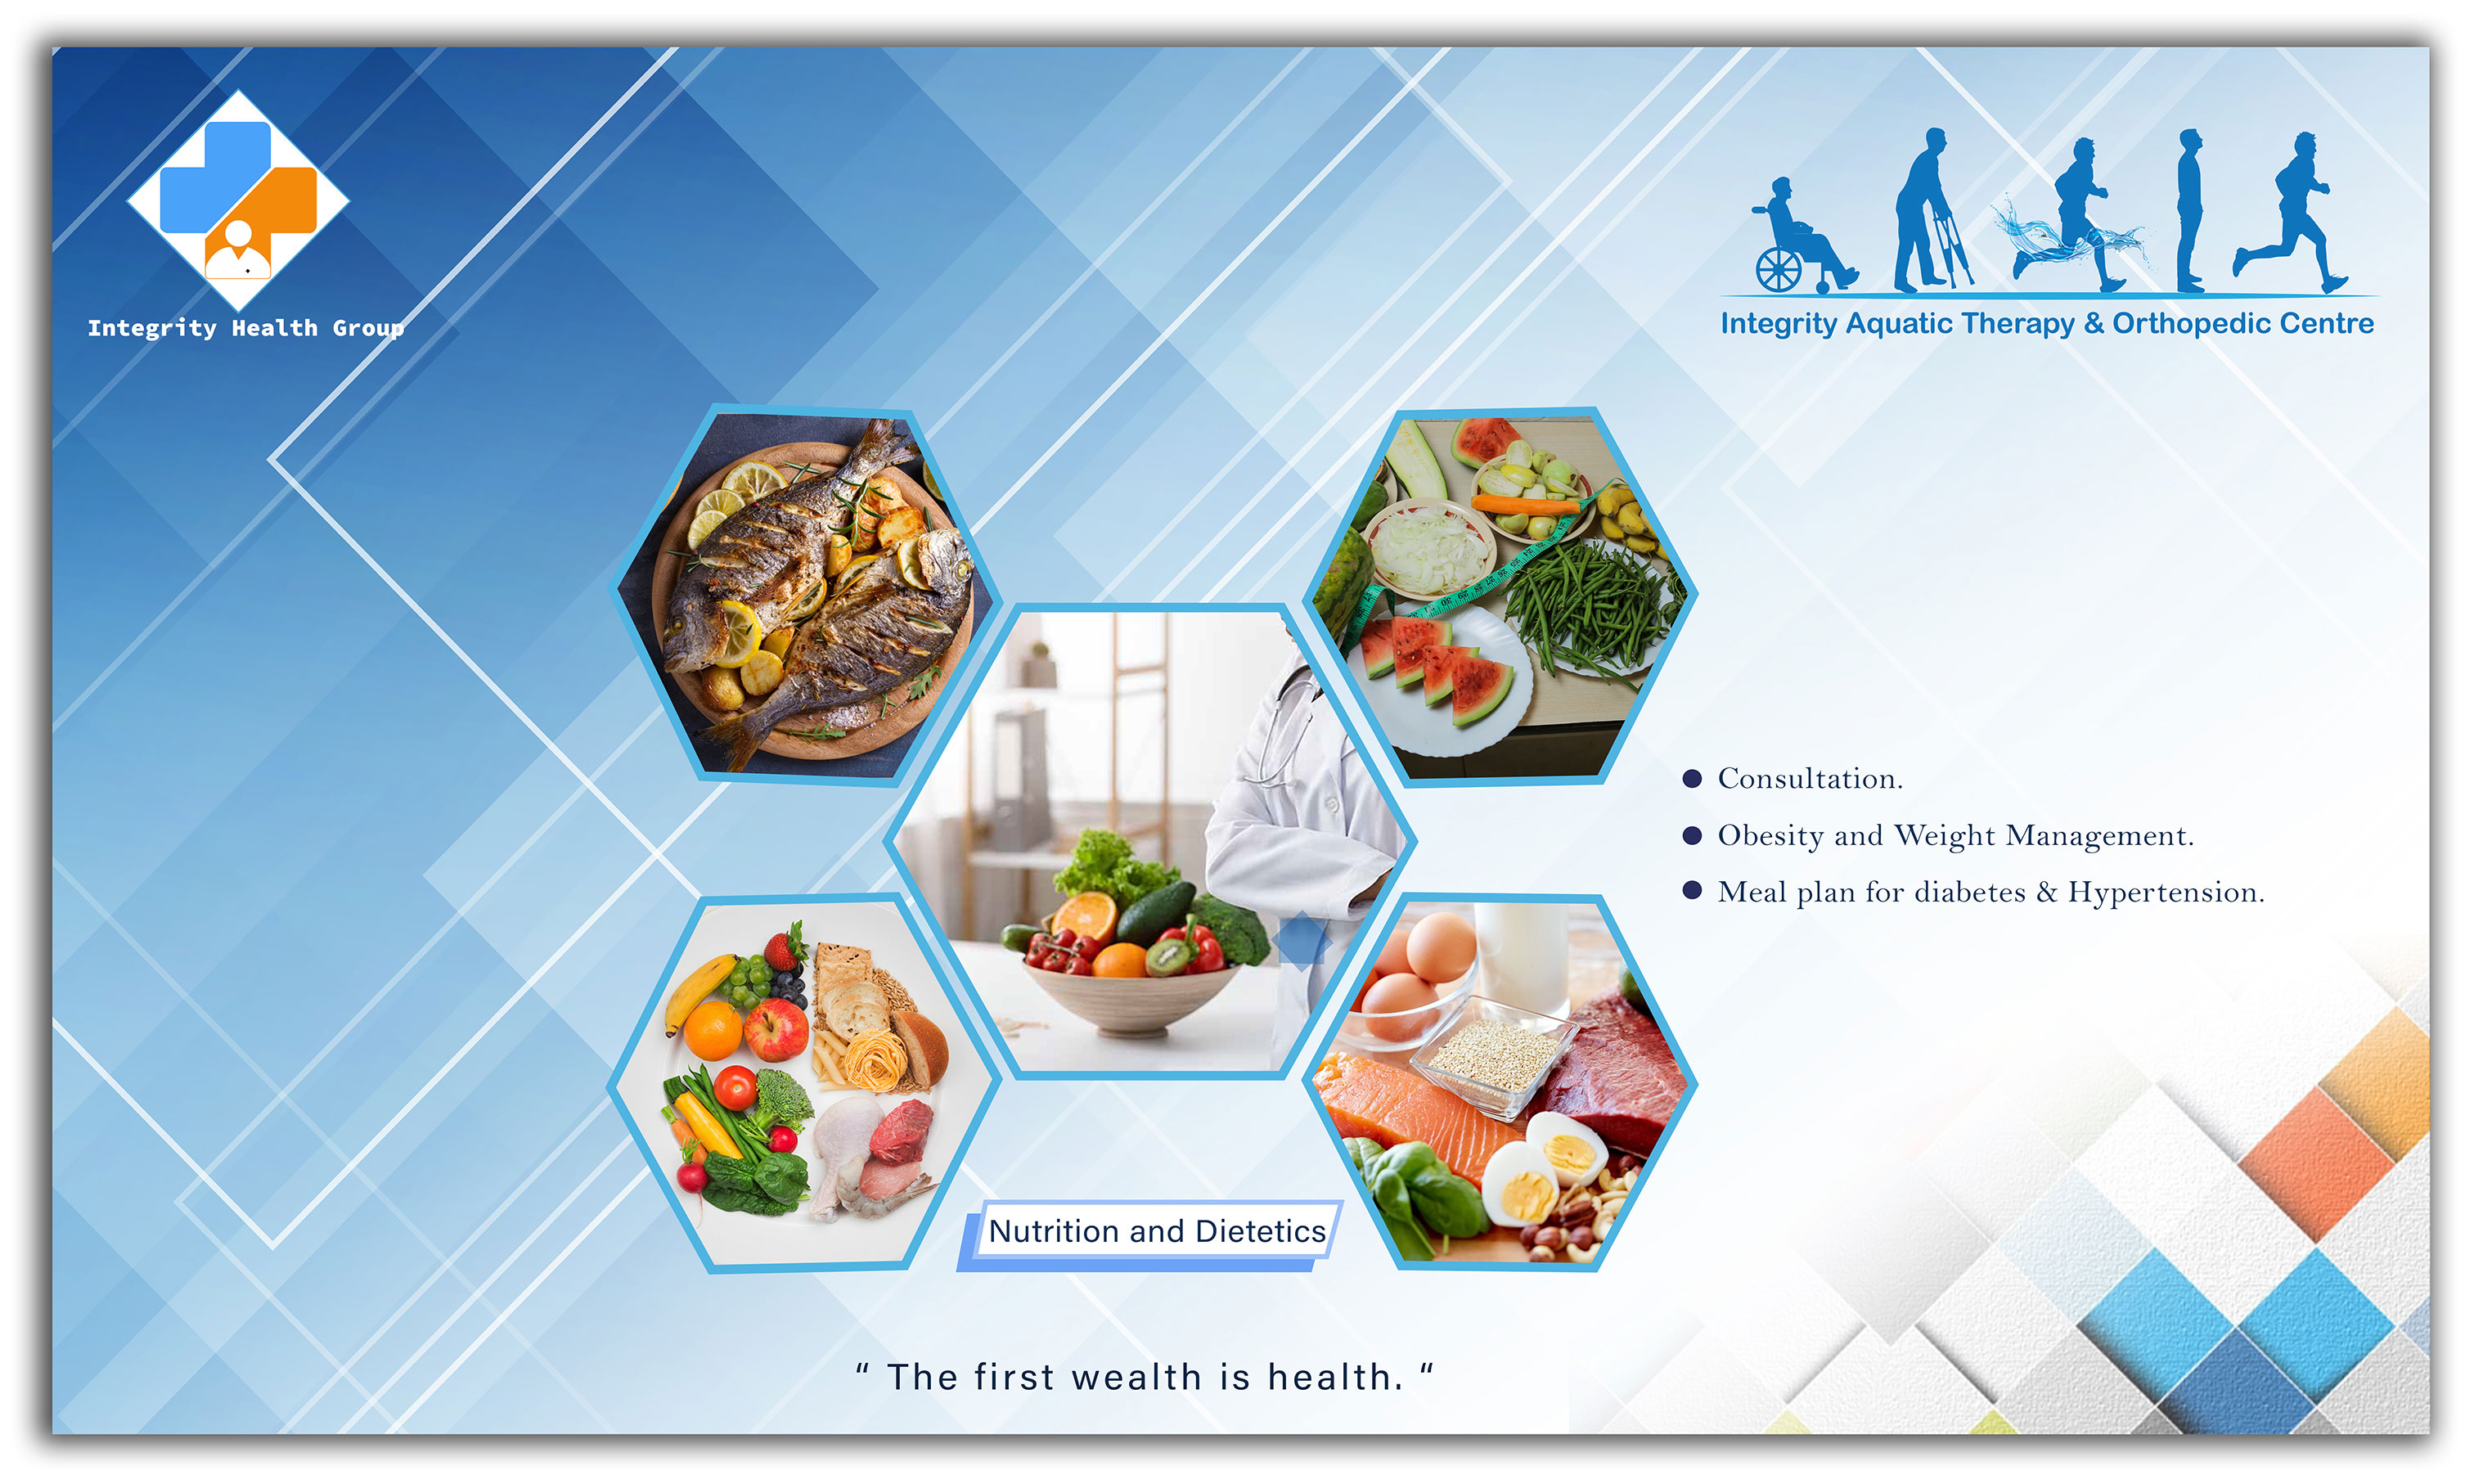 Integrity Health Group
Integrity Aquatic Therapy & Orthopedic Centre
● Consultation.
● Obesity and Weight Management.
● Meal plan for diabetes & Hypertension.
Nutrition and Dietetics
“ The first wealth is health. “